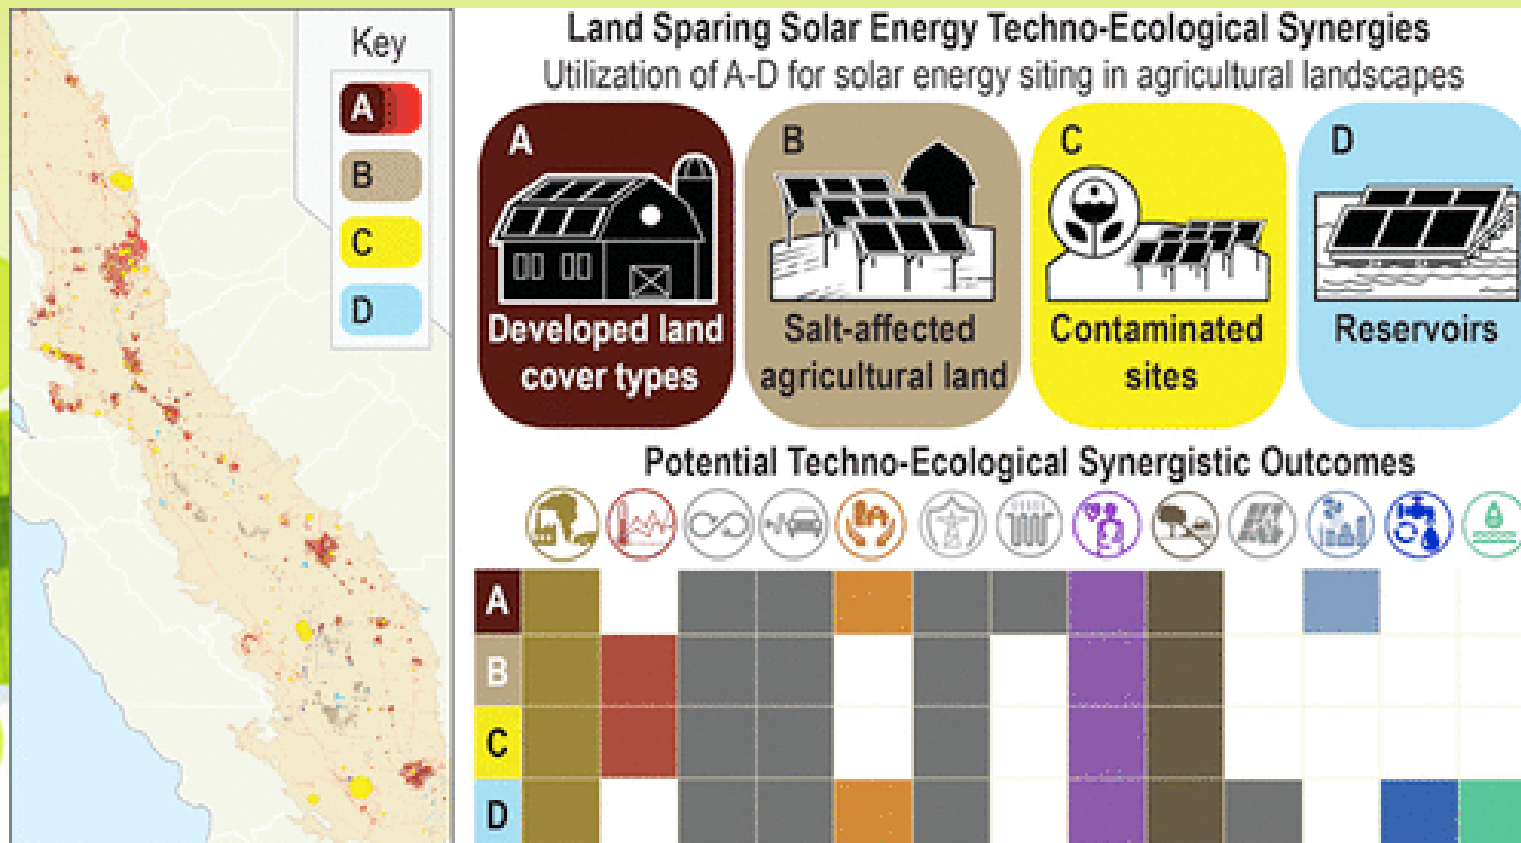 Key
A
B
C
D
Land Sparing Solar Energy Techno-Ecological Synergies
Utilization of A-D for solar energy siting in agricultural landscapes
A
Developed land
cover types
B
Salt-affected
agricultural land
C
Contaminated
sites
D
Reservoirs
Potential Techno-Ecological Synergistic Outcomes
A
B
C
D